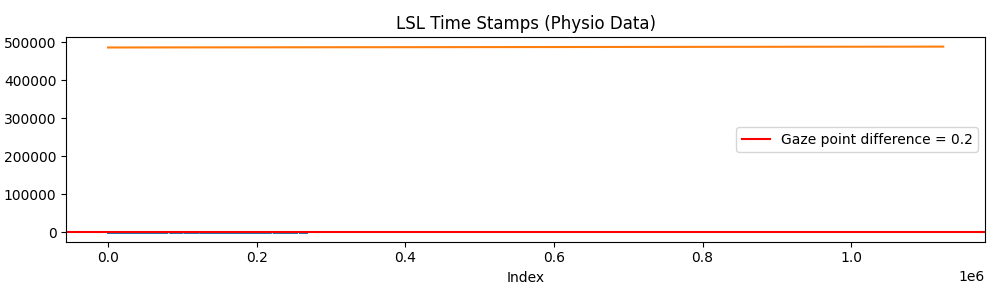 LSL Time Stamps (Physio Data)
500000
400000
300000
200000
100000
0
Gaze point difference = 0.2
0.0 0.2 0.4 0.6 0.8 1.0
1e6
Index